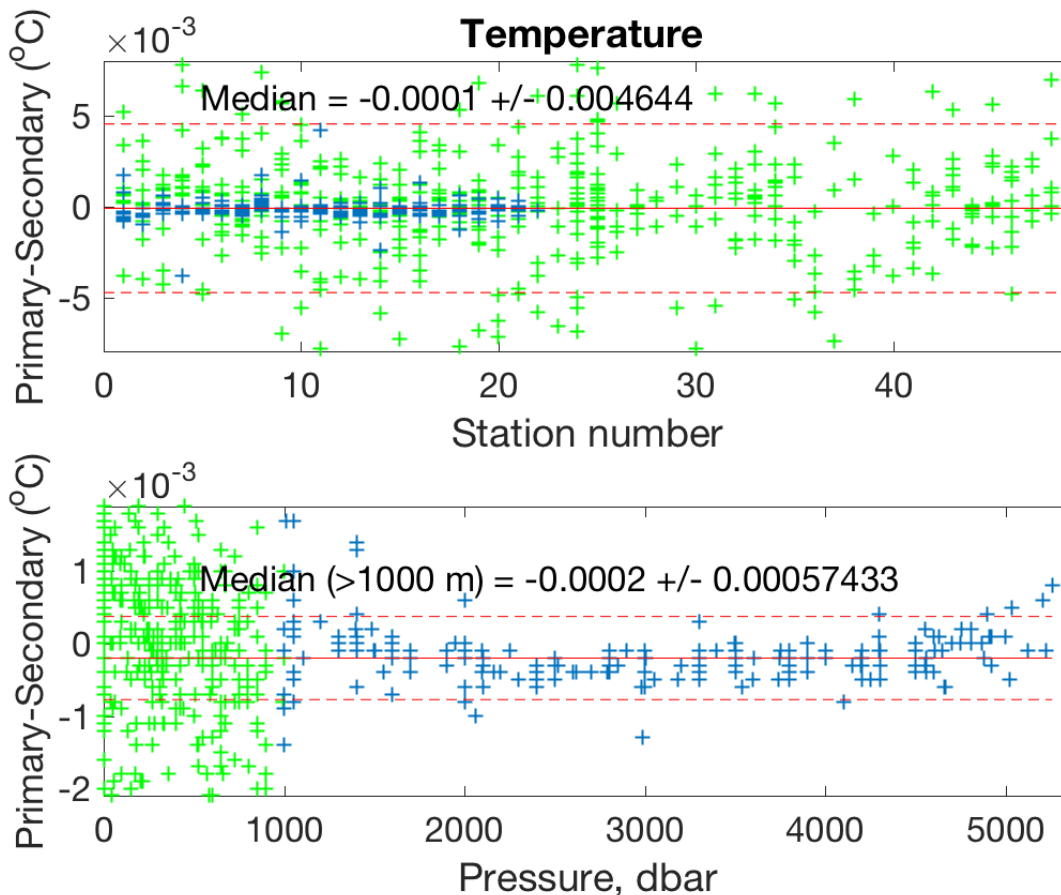 Temperature
×10-3
Primary-Secondary (oC)
Median = -0.0001 +/- 0.004644
5
0
-5
0 10 20 30 40
Station number
×10-3
Primary-Secondary (oC)
Median (>1000 m) = -0.0002 +/- 0.00057433
1
0
-1
-2
0 1000 2000 3000 4000 5000
Pressure, dbar